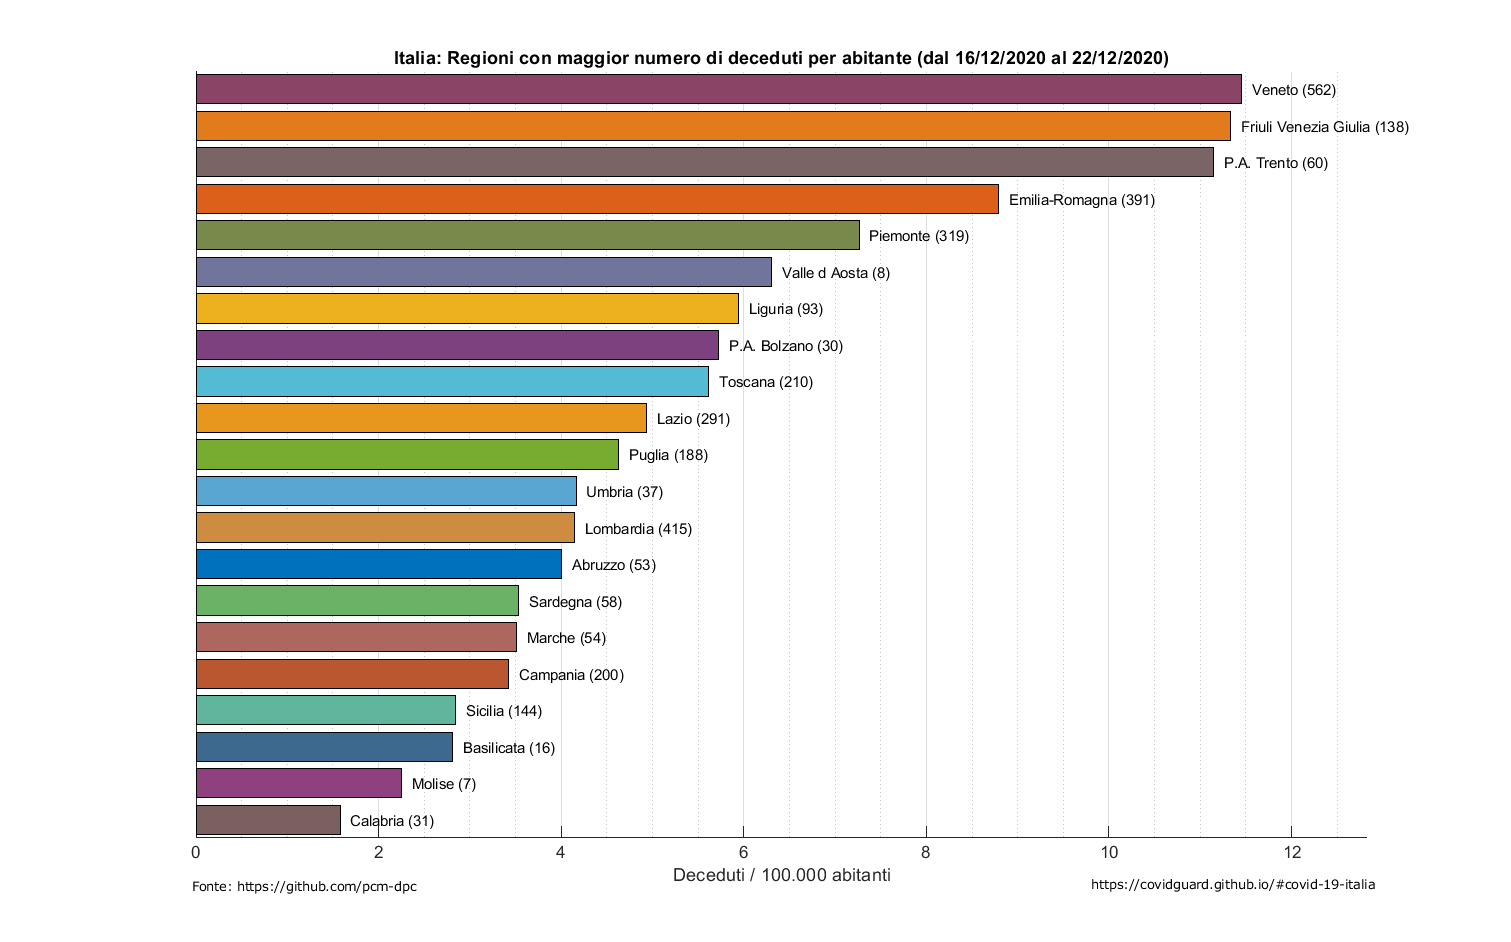 Italia: Regioni con maggior numero di deceduti per abitante (dal 16/12/2020 al 22/12/2020)
Veneto (562)
Friuli Venezia Giulia (138)
P.A. Trento (60)
Emilia-Romagna (391)
Piemonte (319)
Valle d Aosta (8)
Liguria (93)
P.A. Bolzano (30)
Toscana (210)
Lazio (291)
Puglia (188)
Umbria (37)
Lombardia (415)
Abruzzo (53)
Sardegna (58)
Marche (54)
Campania (200)
Sicilia (144)
Basilicata (16)
Molise (7)
Calabria (31)
0 2 4 6 8 10 12
Deceduti / 100.000 abitanti
Fonte: https://github.com/pcm-dpc
https://covidguard.github.io/#covid-19-italia